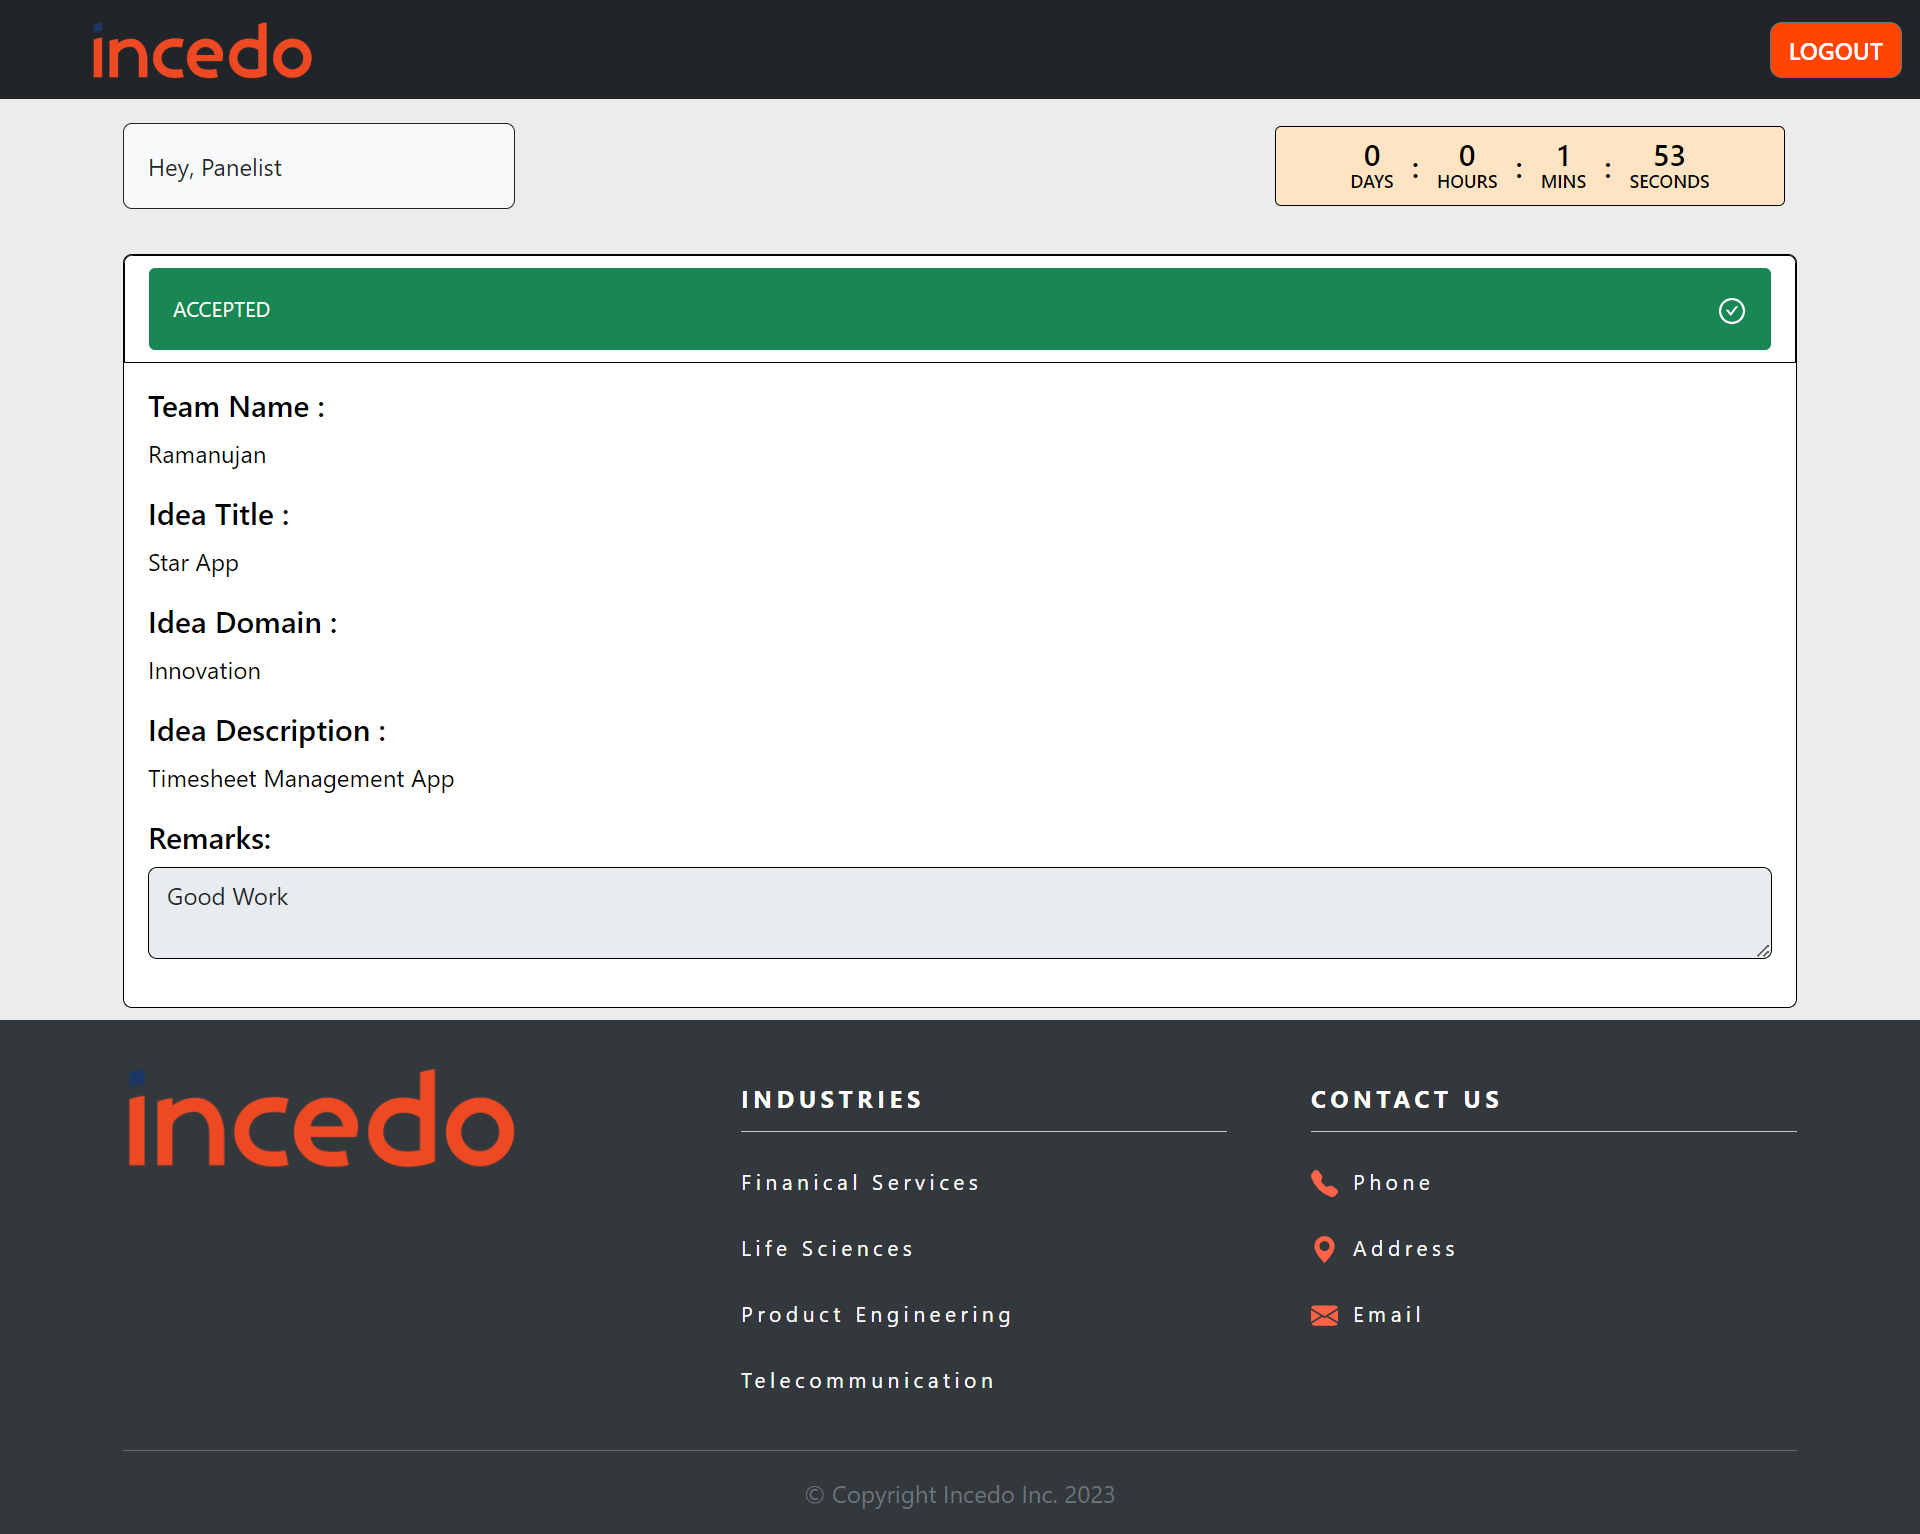 incedo
LOGOUT
Hey, Panelist
0 : 0 : 1 : 53
DAYS HOURS MINS SECONDS
ACCEPTED
Team Name :
Ramanujan
Idea Title :
Star App
Idea Domain :
Innovation
Idea Description :
Timesheet Management App
Remarks:
Good Work
incedo
INDUSTRIES
Finanical Services
Life Sciences
Product Engineering
Telecommunication
CONTACT US
Phone
Address
Email
© Copyright Incedo Inc. 2023